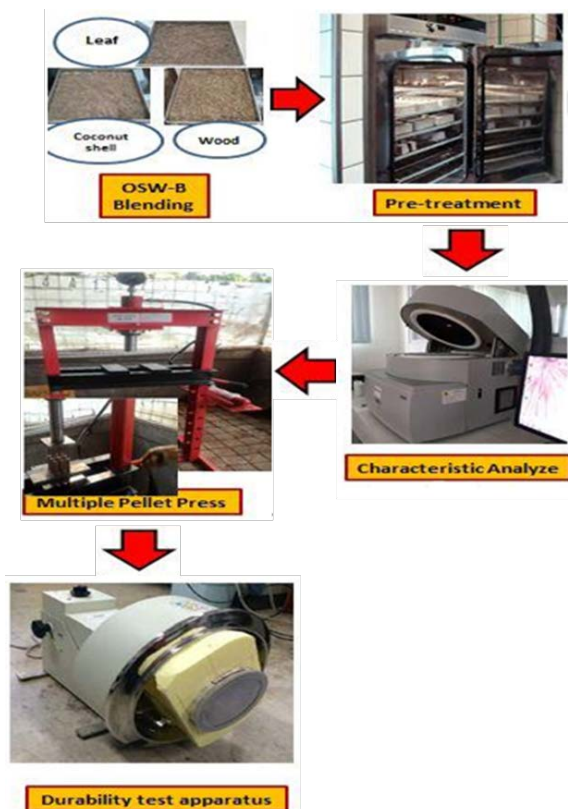 Leaf
Coconut
shell
Wood
OSW-B
Blending
Pre-treatment
Characteristic Analyze
Multiple Pellet Press
Durability test apparatus